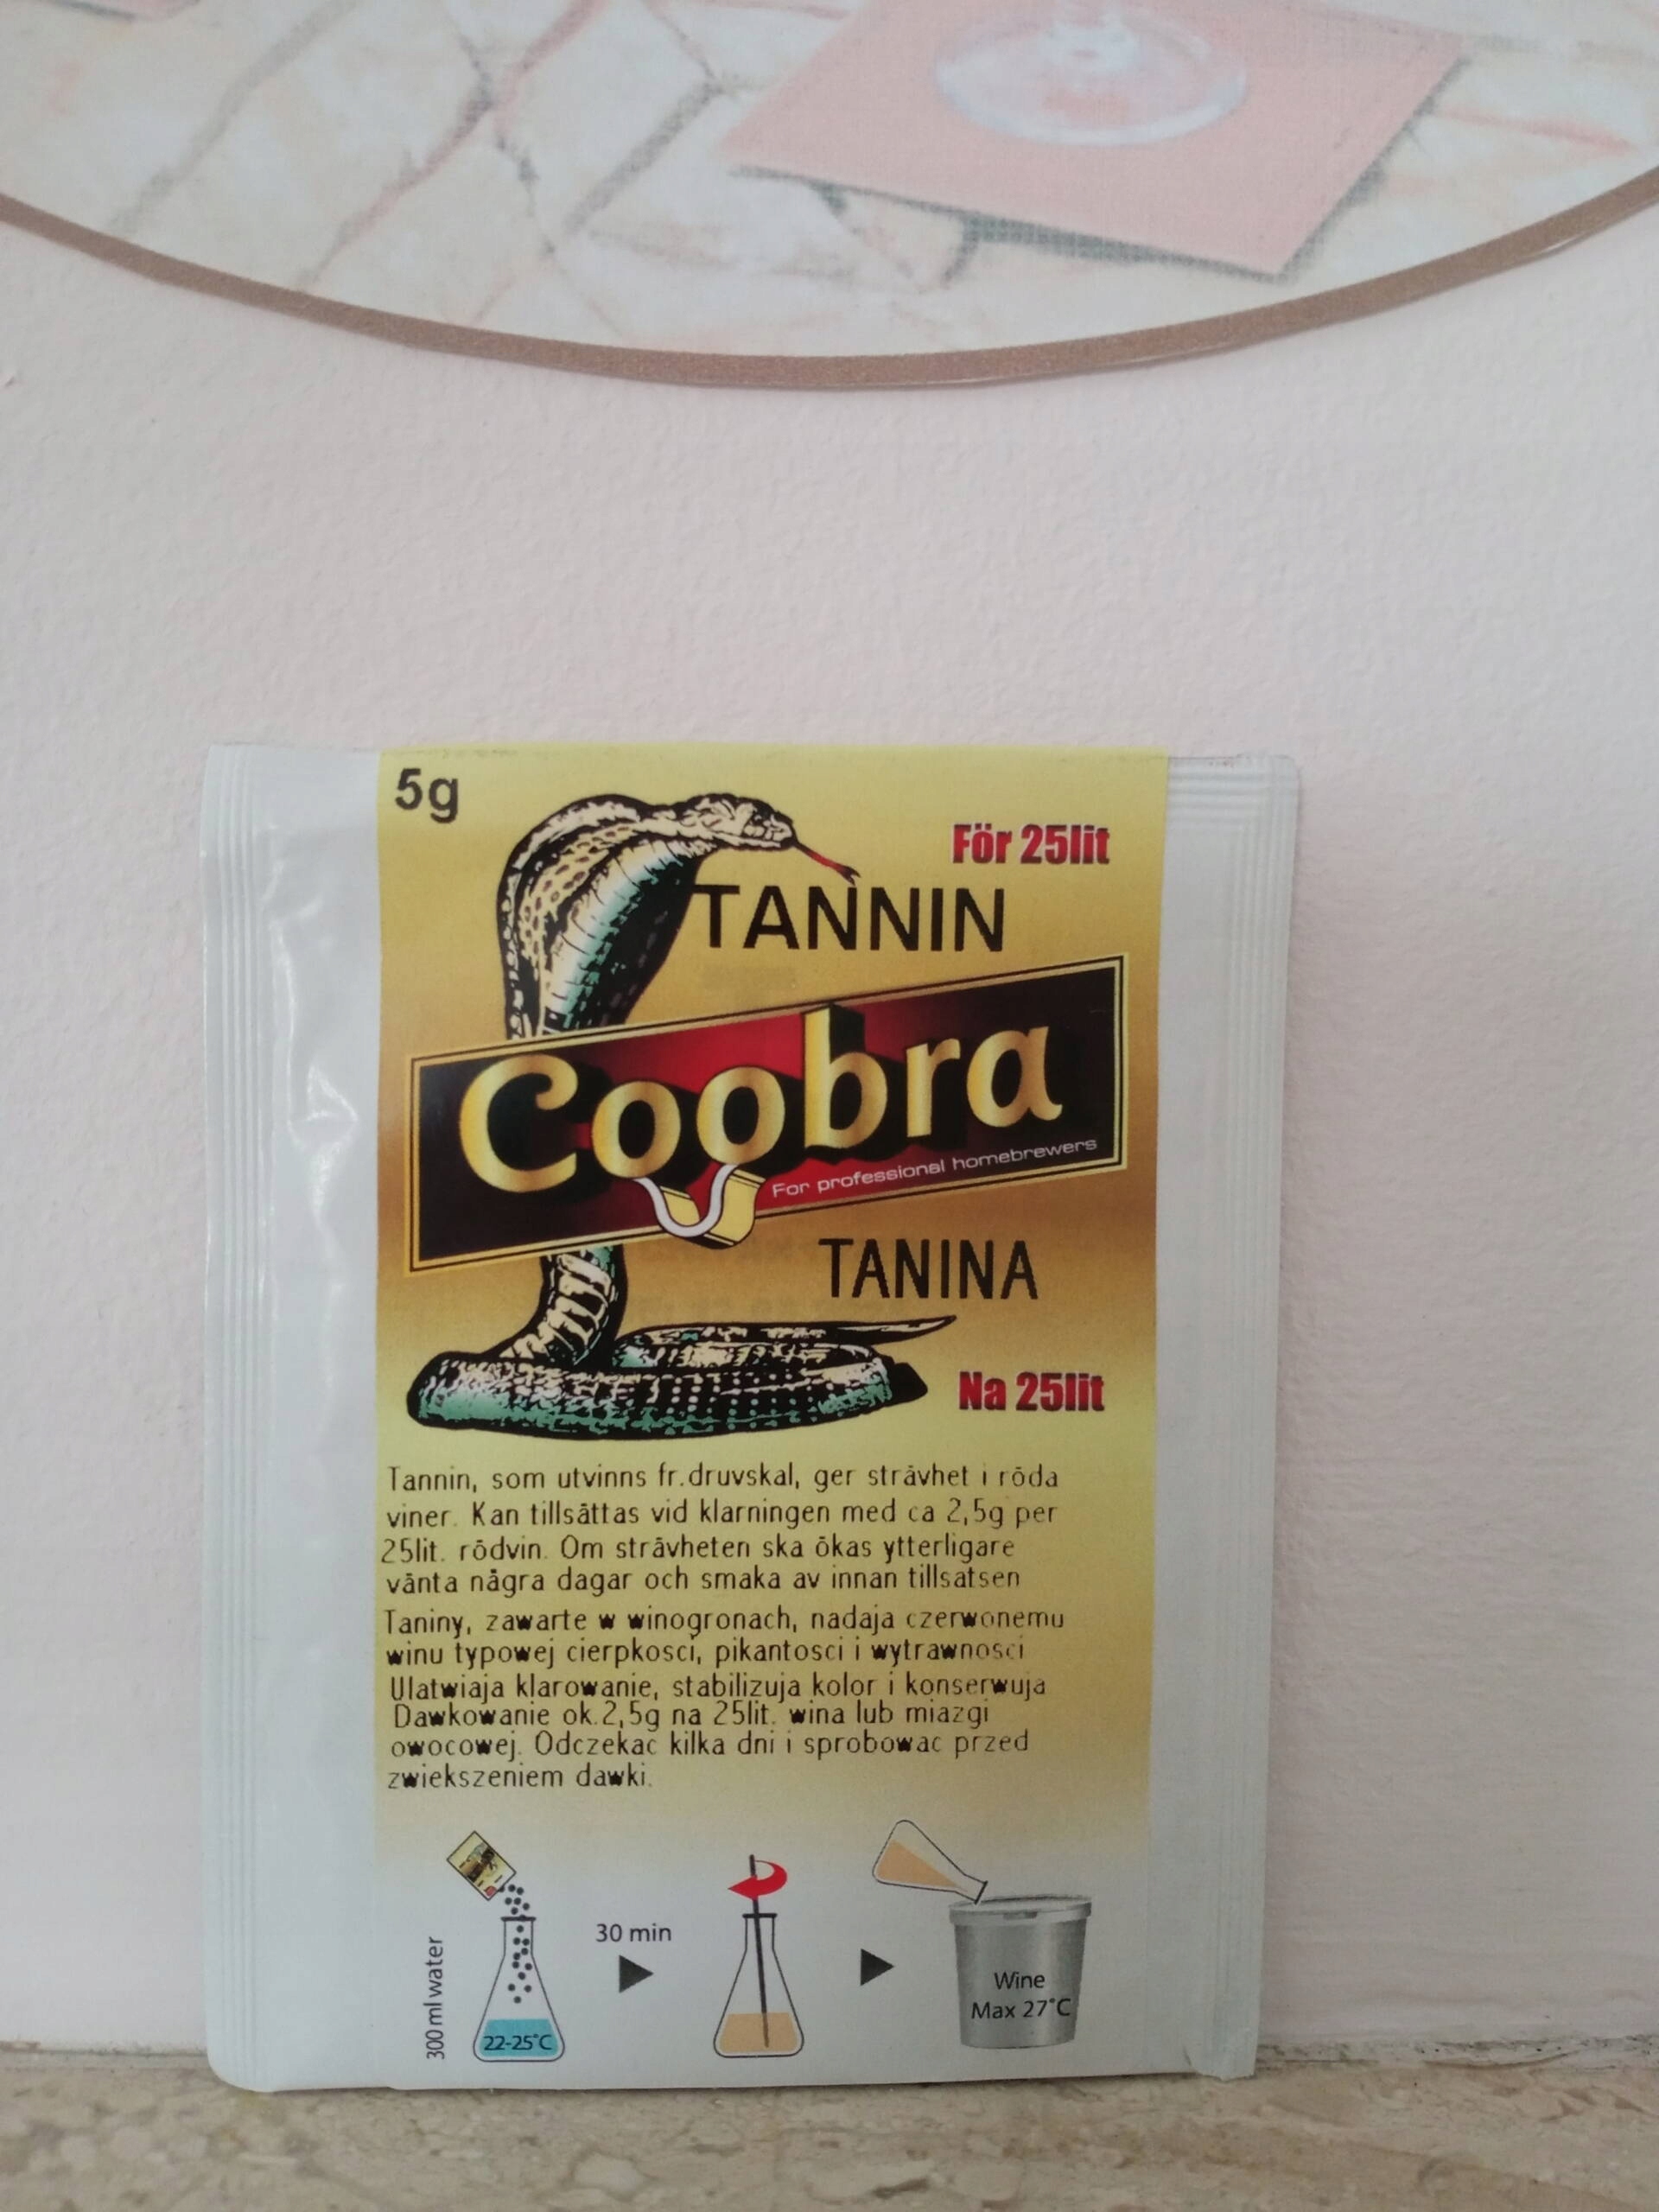 5g
För 25lit
TANNIN
Coobra
For professional homebrewers
TANINA
Na 25lit
Tannin, som utvinns fr.druvskal, ger strävhet i röda
viner. Kan tillsättas vid klarningen med ca 2,5g per
25lit. rödvin. Om strävheten ska ökas ytterligare
vänta några dagar och smaka av innan tillsatsen
Taniny, zawarte w winogronach, nadaja czerwonemu
winu typowej cierpkosci, pikantosci i wytrawnosci
Ulatwiaja klarowanie, stabilizuja kolor i konserwuja
Dawkowanie ok.2,5g na 25lit. wina lub miazgi
owocowej. Odczekac kilka dni i sprobowac przed
zwiekszeniem dawki.
300 ml water
22-25°C
30 min
Wine
Max 27°C